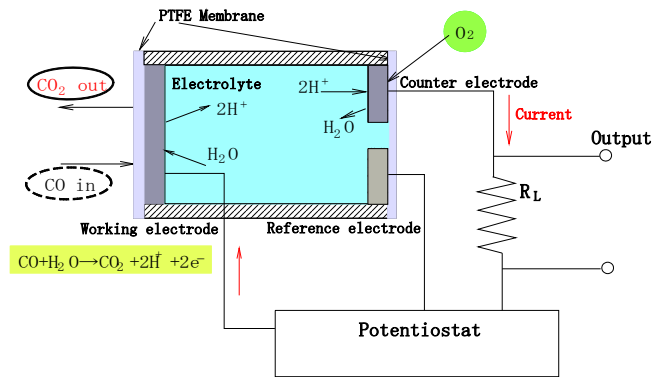 PTFE Membrane
O₂
CO₂ out
Electrolyte
2H⁺
2H⁺
Counter electrode
H₂O
Current
Output
H₂O
CO in
R_L
Working electrode
Reference electrode
CO+H₂O→CO₂+2H⁺+2e⁻
Potentiostat